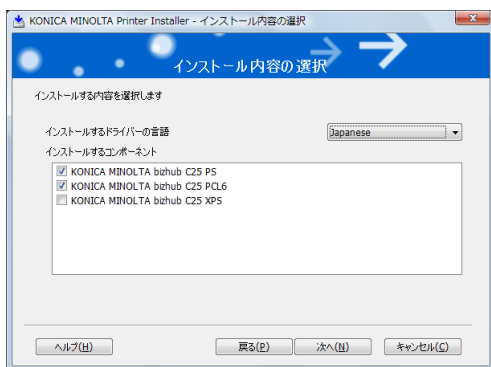 KONICA MINOLTA Printer Installer - インストール内容の選択
インストール内容の選択
インストールする内容を選択します
インストールするドライバーの言語
Japanese
インストールするコンポーネント
KONICA MINOLTA bizhub C25 PS
KONICA MINOLTA bizhub C25 PCL6
KONICA MINOLTA bizhub C25 XPS
ヘルプ(H)
戻る(P)
次へ(N)
キャンセル(C)